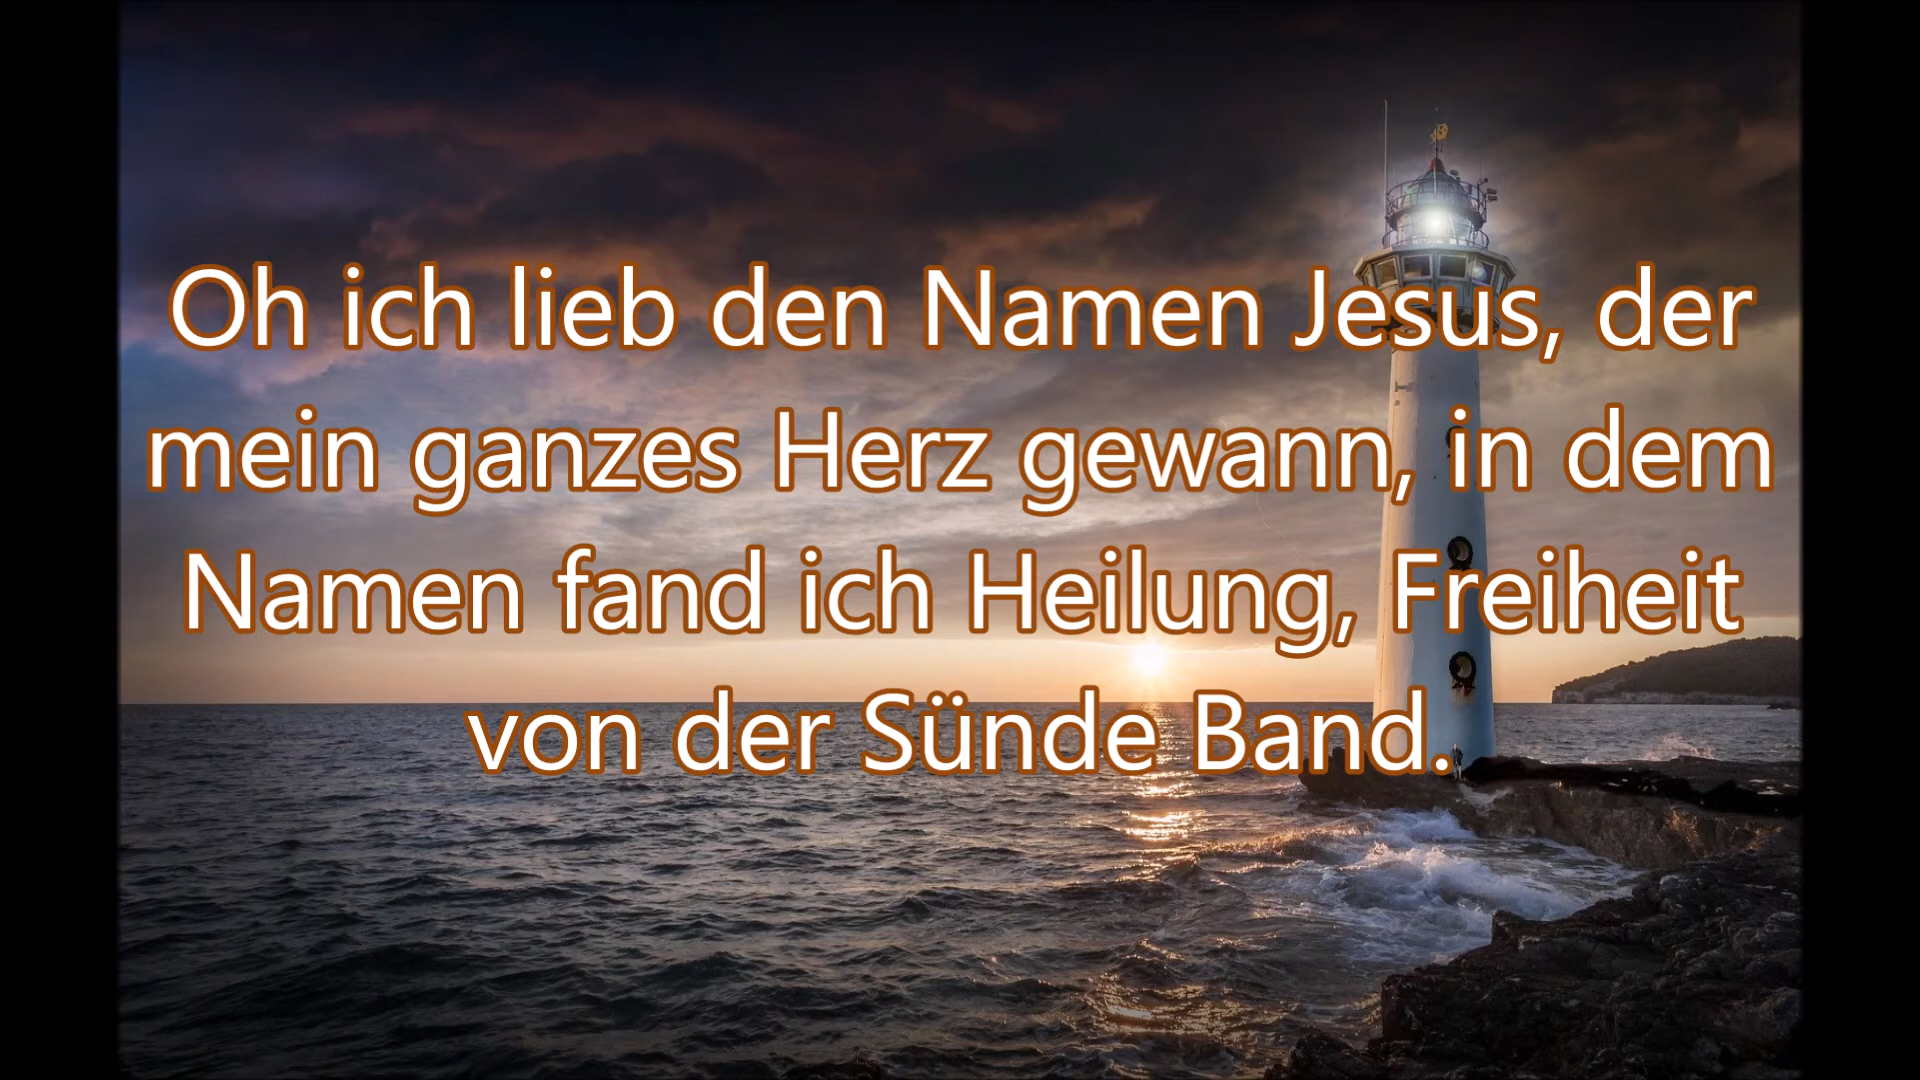 Oh ich lieb den Namen Jesus, der
mein ganzes Herz gewann, in dem
Namen fand ich Heilung, Freiheit
von der Sünde Band.